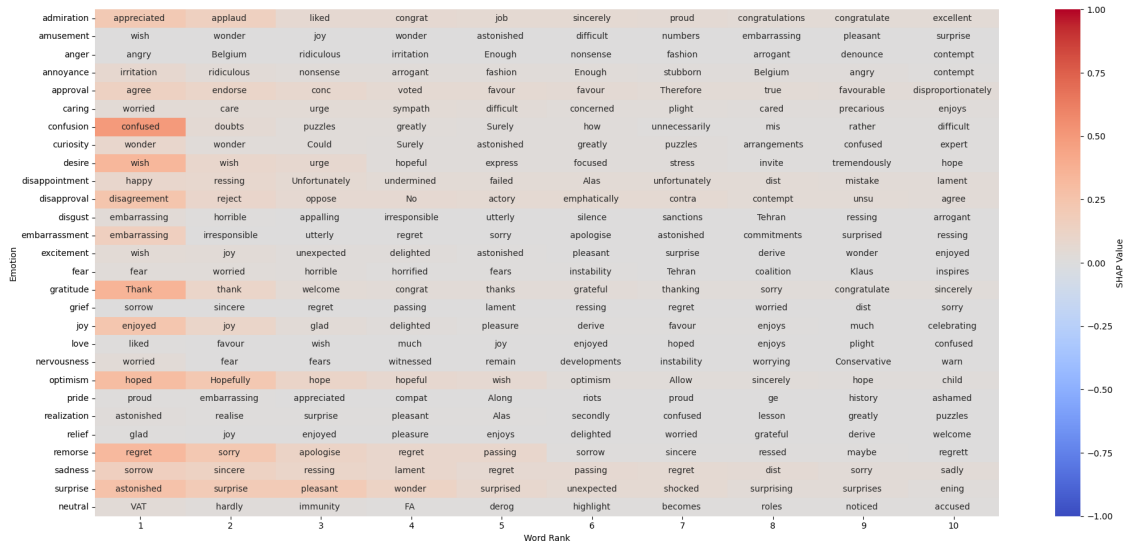 admiration appreciated applaud liked congrat job sincerely proud congratulations congratulate excellent
amusement wish wonder joy wonder astonished difficult numbers embarrassing pleasant surprise
anger angry Belgium ridiculous irritation Enough nonsense fashion arrogant denounce contempt
annoyance irritation ridiculous nonsense arrogant fashion Enough stubborn Belgium angry contempt
approval agree endorse conc voted favour favour Therefore true favourable disproportionately
caring worried care urge sympath difficult concerned plight cared precarious enjoys
confusion confused doubts puzzles greatly Surely how unnecessarily mis rather difficult
curiosity wonder wonder Could Surely astonished greatly puzzles arrangements confused expert
desire wish wish urge hopeful express focused stress invite tremendously hope
disappointment happy ressing Unfortunately undermined failed Alas unfortunately dist mistake lament
disapproval disagreement reject oppose No actory emphatically contra contempt unsu agree
disgust embarrassing horrible appalling irresponsible utterly silence sanctions Tehran ressing arrogant
embarrassment embarrassing irresponsible utterly regret sorry apologise astonished commitments surprised ressing
excitement wish joy unexpected delighted astonished pleasant surprise derive wonder enjoyed
fear fear worried horrible horrified fears instability Tehran coalition Klaus inspires
gratitude Thank thank welcome congrat thanks grateful thanking sorry congratulate sincerely
grief sorrow sincere regret passing lament ressing regret worried dist sorry
joy enjoyed joy glad delighted pleasure derive favour enjoys much celebrating
love liked favour wish much joy enjoyed hoped enjoys plight confused
nervousness worried fear fears witnessed remain developments instability worrying Conservative warn
optimism hoped Hopefully hope hopeful wish optimism Allow sincerely hope child
pride proud embarrassing appreciated compat Along riots proud ge history ashamed
realization astonished realise surprise pleasant Alas secondly confused lesson greatly puzzles
relief glad joy enjoyed pleasure enjoys delighted worried grateful derive welcome
remorse regret sorry apologise regret passing sorrow sincere ressed maybe regrett
sadness sorrow sincere ressing lament regret passing regret dist sorry sadly
surprise astonished surprise pleasant wonder surprised unexpected shocked surprising surprises ening
neutral VAT hardly immunity FA derog highlight becomes roles noticed accused
1 2 3 4 5 6 7 8 9 10
Word Rank
Emotion
1.00
0.75
0.50
0.25
0.00
−0.25
−0.50
−0.75
−1.00
SHAP Value